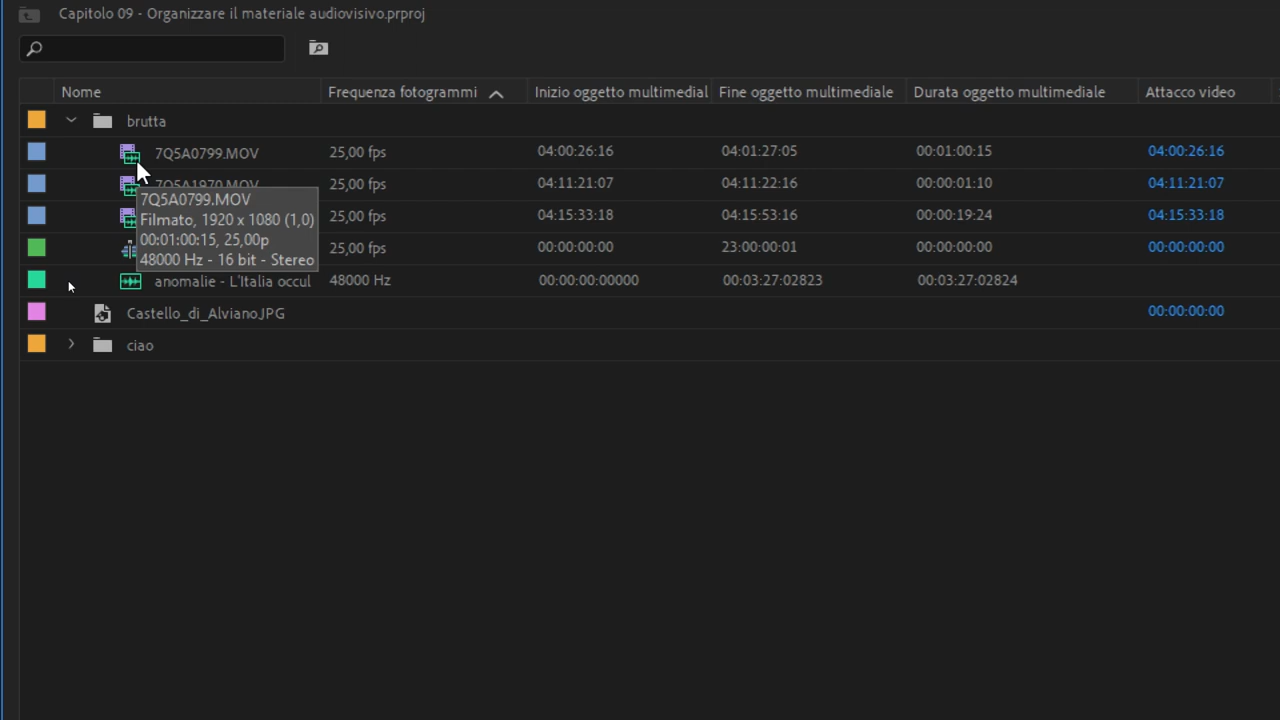 Capitolo 09 - Organizzare il materiale audiovisivo.prproj
Nome Frequenza fotogrammi Inizio oggetto multimedial Fine oggetto multimediale Durata oggetto multimediale Attacco video
brutta
7Q5A0799.MOV 25,00 fps 04:00:26:16 04:01:27:05 00:01:00:15 04:00:26:16
7Q5A1970.MOV 25,00 fps 04:11:21:07 04:11:22:16 00:00:01:10 04:11:21:07
25,00 fps 04:15:33:18 04:15:53:16 00:00:19:24 04:15:33:18
25,00 fps 00:00:00:00 23:00:00:01 00:00:00:00 00:00:00:00
anomalie - L'Italia occul 48000 Hz 00:00:00:00000 00:03:27:02823 00:03:27:02824
Castello_di_Alviano.JPG 00:00:00:00
ciao
7Q5A0799.MOV
Filmato, 1920 x 1080 (1,0)
00:01:00:15, 25,00p
48000 Hz - 16 bit - Stereo